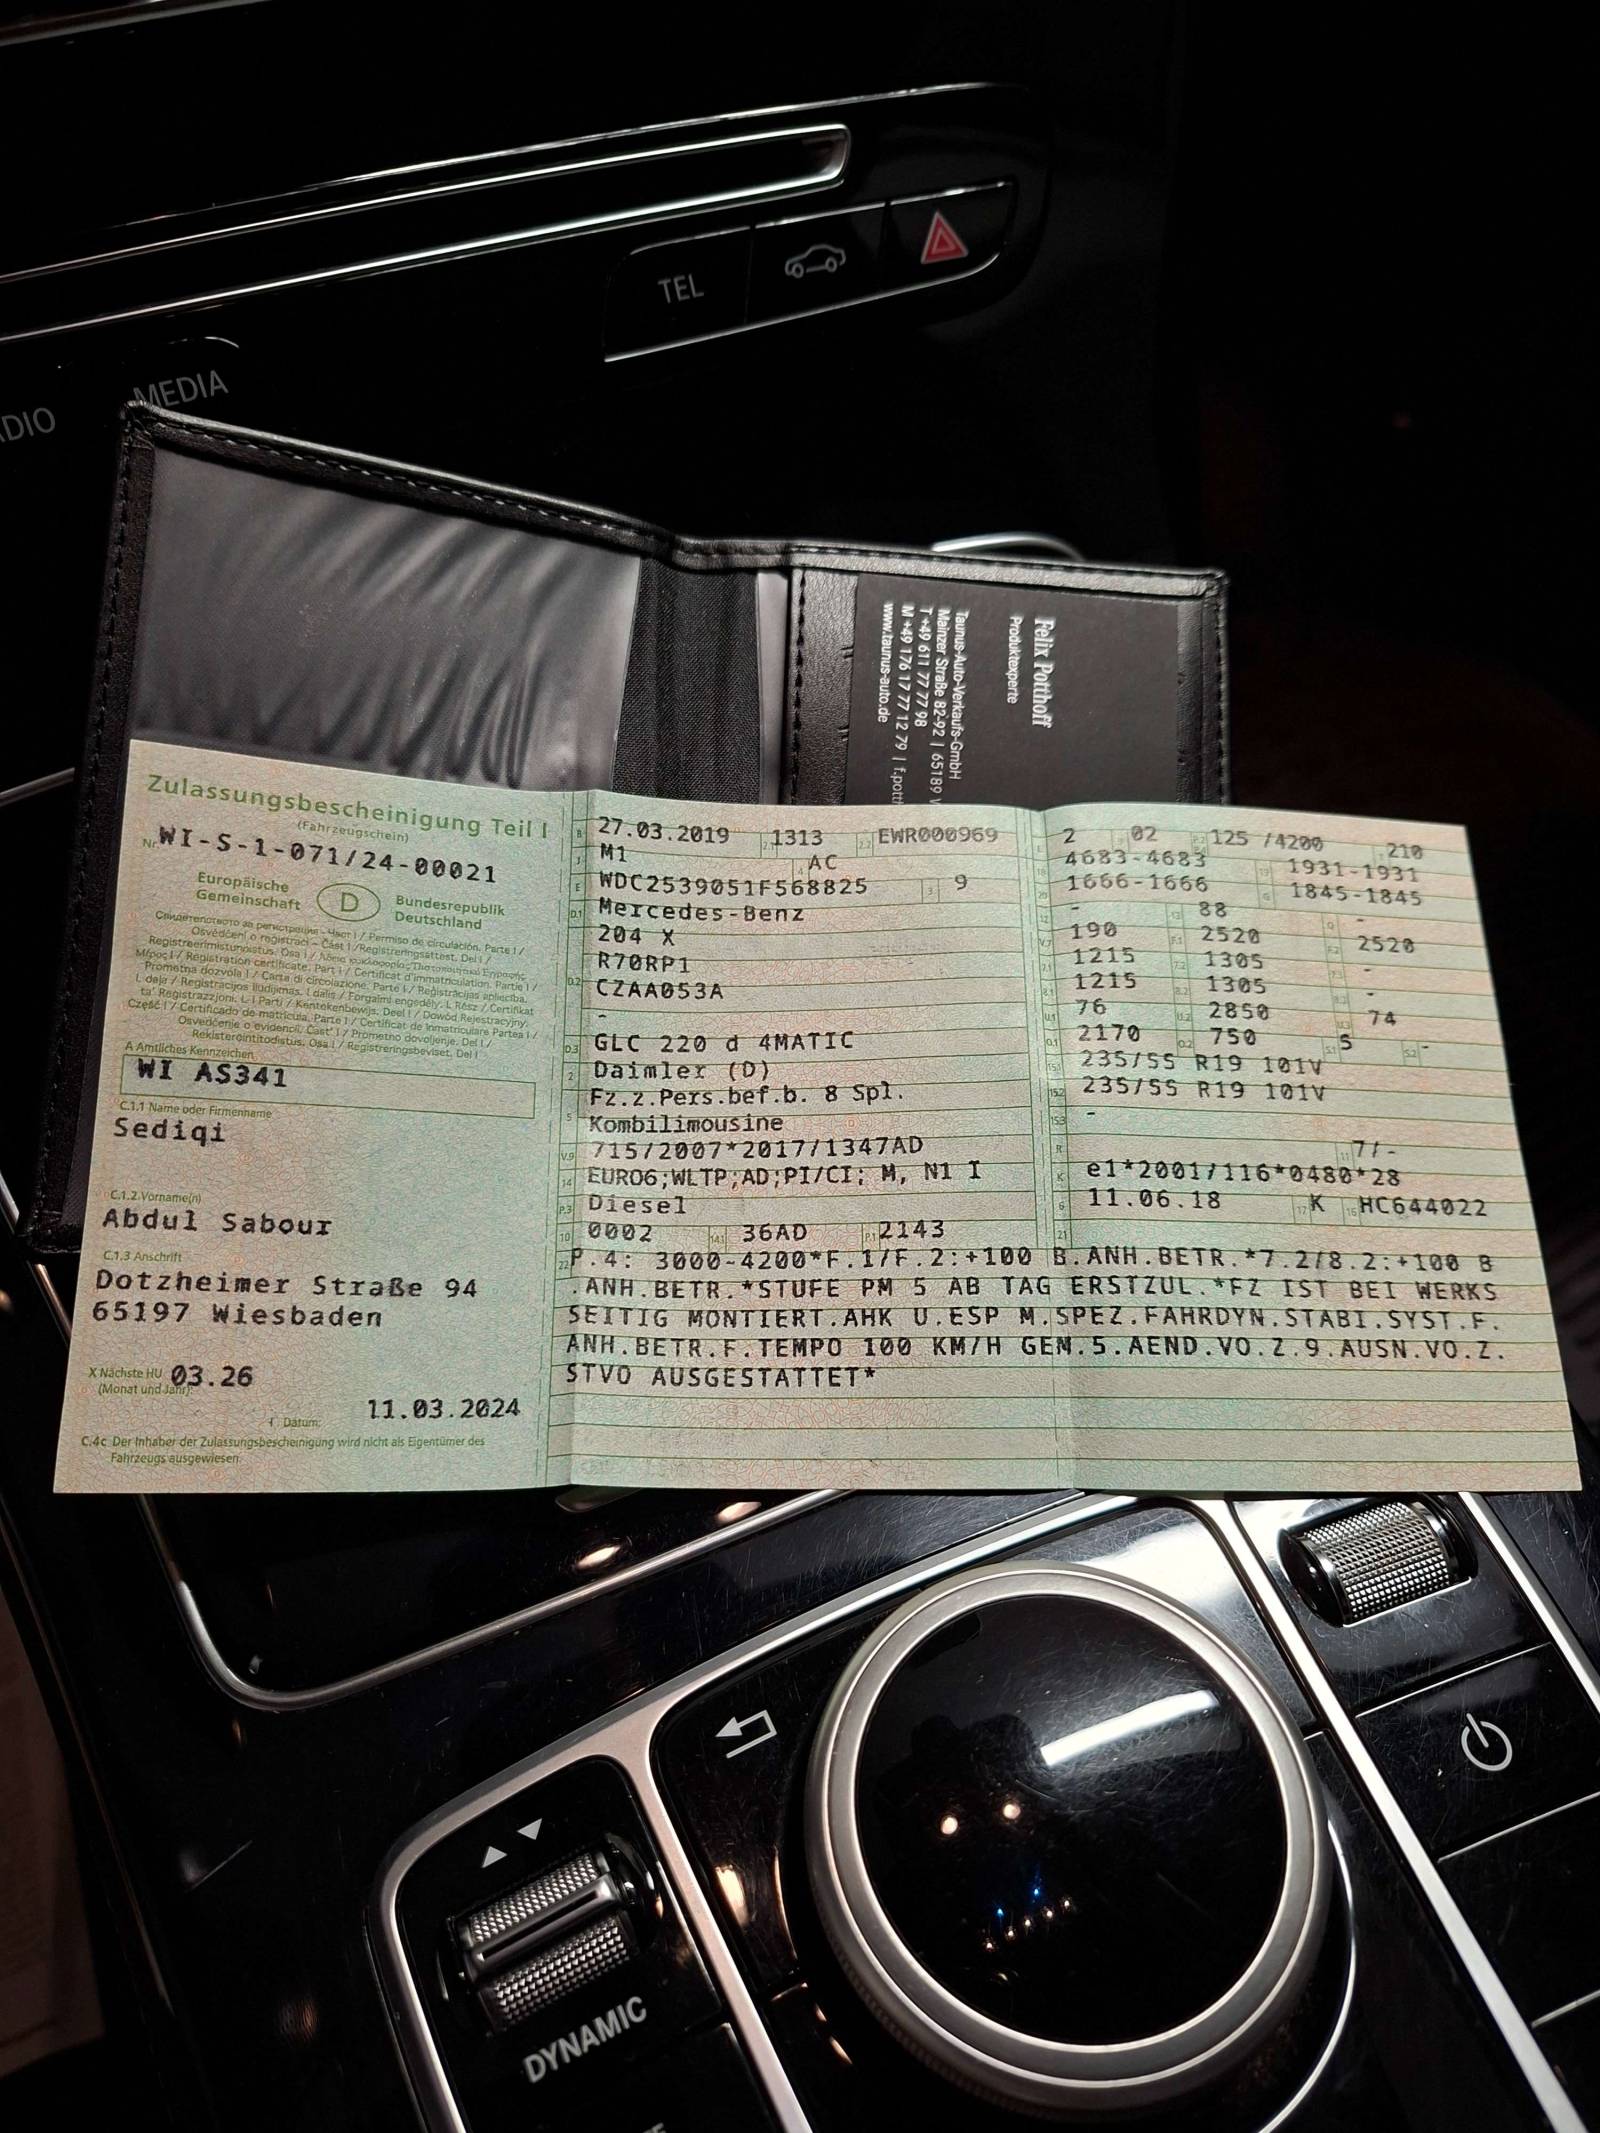 TEL
MEDIA
Felix Potthoff
Produktexperte
Taunus-Auto-Verkaufs-GmbH
Mainzer Straße 82-92 | 65189
T +49 611 77 77 98
M +49 176 17 77 12 79 |
www.taunus-auto.de
Zulassungsbescheinigung Teil I
(Fahrzeugschein)
Nr. WI-S-1-071/24-00021
Europäische Gemeinschaft
D
Bundesrepublik Deutschland
A Amtliches Kennzeichen
WI AS341
C.1.1 Name oder Firmenname
Sediqi
C.1.2 Vorname(n)
Abdul Sabour
C.1.3 Anschrift
Dotzheimer Straße 94
65197 Wiesbaden
X Nächste HU 03.26
(Monat und Jahr):
I Datum: 11.03.2024
C.4c Der Inhaber der Zulassungsbescheinigung wird nicht als Eigentümer des
Fahrzeugs ausgewiesen.
27.03.2019 1313 EWR000969
M1 AC
WDC2539051F568825 9
Mercedes-Benz
204 X
R70RP1
CZAA053A
-
GLC 220 d 4MATIC
Daimler (D)
Fz.z.Pers.bef.b. 8 Spl.
Kombilimousine
715/2007*2017/1347AD
EURO6;WLTP;AD;PI/CI; M, N1 I
Diesel
0002 36AD 2143
2 02 125 /4200 210
4683-4683 1931-1931
1666-1666 1845-1845
- 88 -
190 2520 2520
1215 1305 -
1215 1305 -
76 2850 74
2170 750 5 -
235/55 R19 101V
235/55 R19 101V
-
7/-
e1*2001/116*0480*28
11.06.18 K HC644022
P.4: 3000-4200*F.1/F.2:+100 B.ANH.BETR.*7.2/8.2:+100 B
.ANH.BETR.*STUFE PM 5 AB TAG ERSTZUL.*FZ IST BEI WERKS
SEITIG MONTIERT.AHK U.ESP M.SPEZ.FAHRDYN.STABI.SYST.F.
ANH.BETR.F.TEMPO 100 KM/H GEM.5.AEND.VO.Z.9.AUSN.VO.Z.
STVO AUSGESTATTET*
DYNAMIC